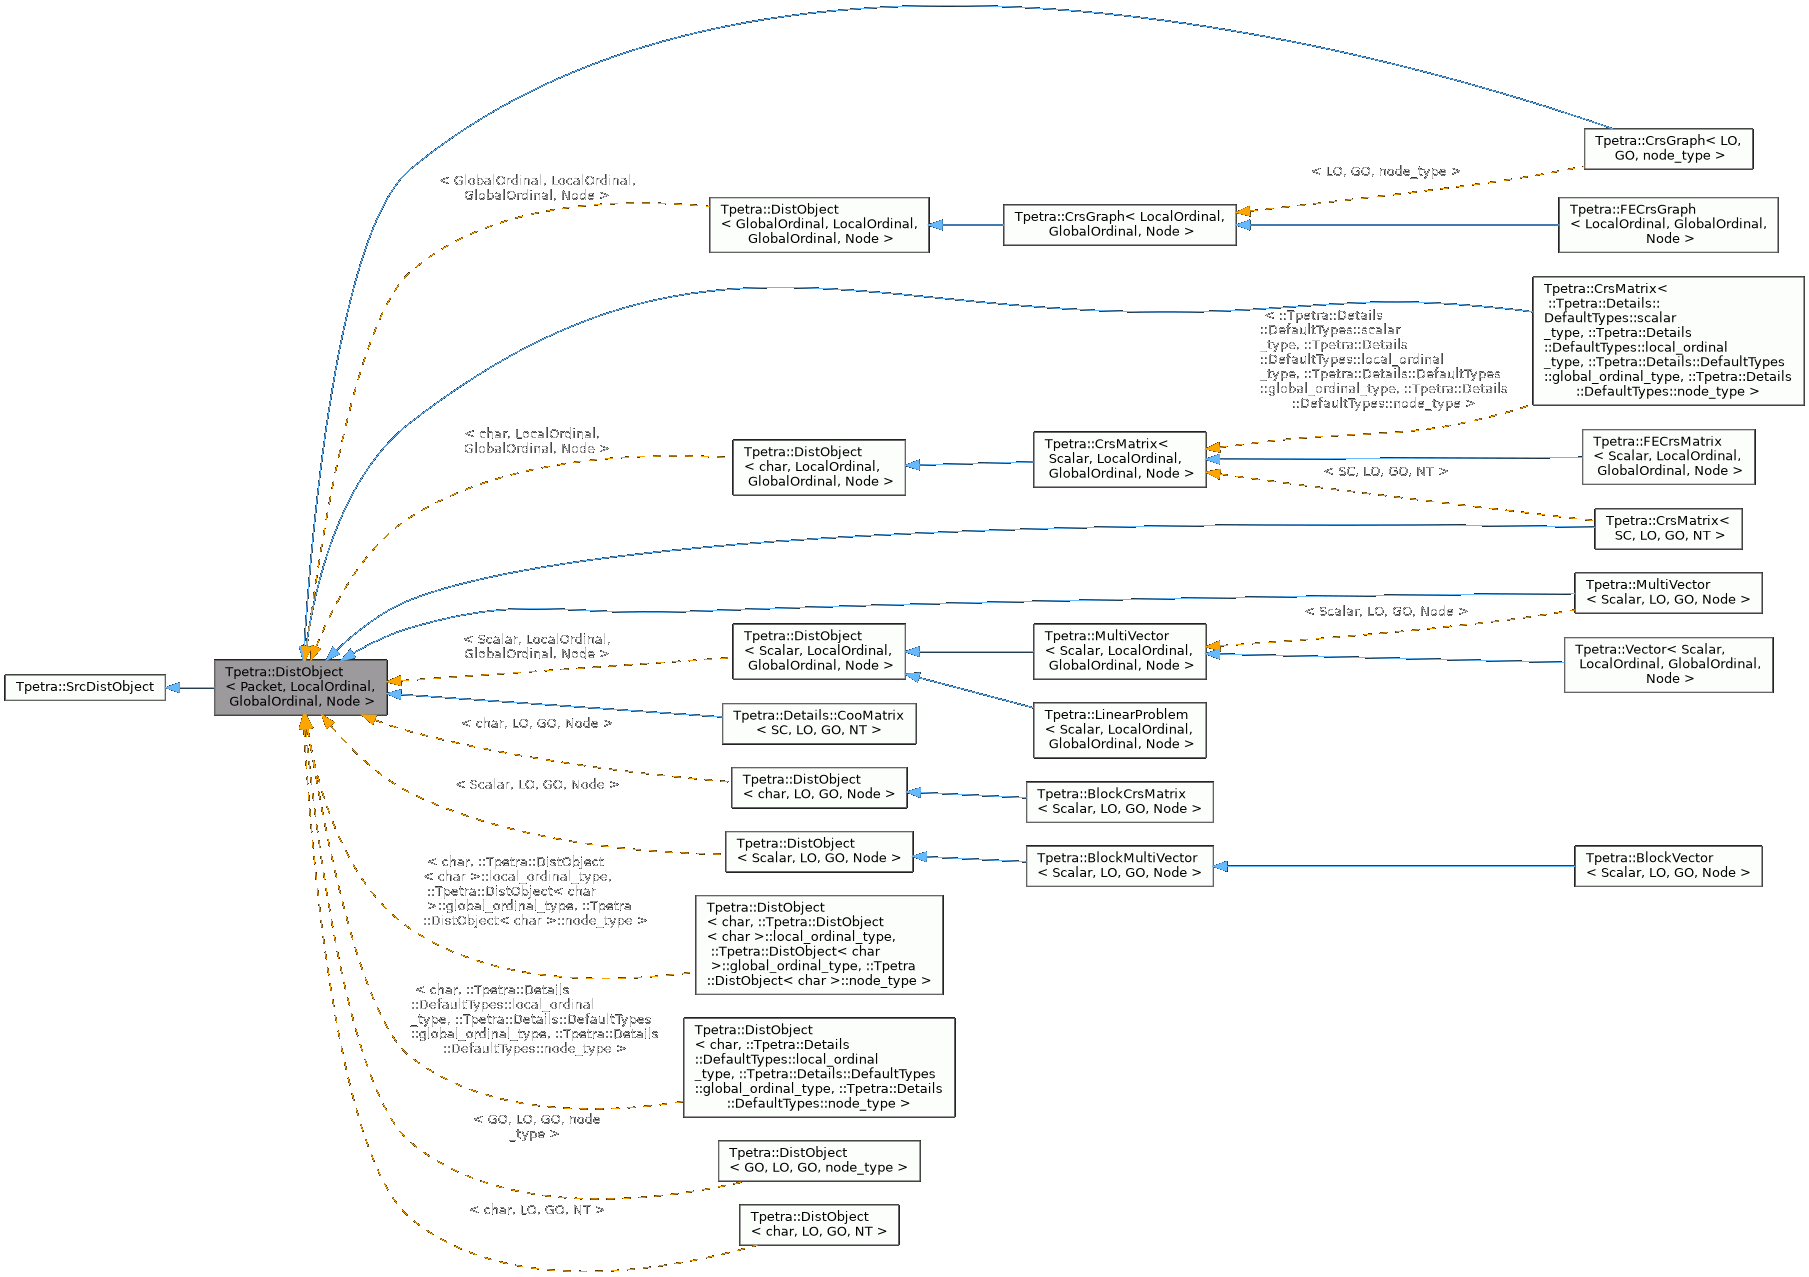 Tpetra::CrsGraph< LO,
GO, node_type >
< LO, GO, node_type >
< GlobalOrdinal, LocalOrdinal,
GlobalOrdinal, Node >
Tpetra::DistObject
< GlobalOrdinal, LocalOrdinal,
GlobalOrdinal, Node >
Tpetra::CrsGraph< LocalOrdinal,
GlobalOrdinal, Node >
Tpetra::FECrsGraph
< LocalOrdinal, GlobalOrdinal,
Node >
Tpetra::CrsMatrix<
::Tpetra::Details::
DefaultTypes::scalar
_type, ::Tpetra::Details
::DefaultTypes::local_ordinal
_type, ::Tpetra::Details::DefaultTypes
::global_ordinal_type, ::Tpetra::Details
::DefaultTypes::node_type >
< ::Tpetra::Details
::DefaultTypes::scalar
_type, ::Tpetra::Details
::DefaultTypes::local_ordinal
_type, ::Tpetra::Details::DefaultTypes
::global_ordinal_type, ::Tpetra::Details
::DefaultTypes::node_type >
< char, LocalOrdinal,
GlobalOrdinal, Node >
Tpetra::DistObject
< char, LocalOrdinal,
GlobalOrdinal, Node >
Tpetra::CrsMatrix<
Scalar, LocalOrdinal,
GlobalOrdinal, Node >
Tpetra::FECrsMatrix
< Scalar, LocalOrdinal,
GlobalOrdinal, Node >
< SC, LO, GO, NT >
Tpetra::CrsMatrix<
SC, LO, GO, NT >
Tpetra::MultiVector
< Scalar, LO, GO, Node >
< Scalar, LO, GO, Node >
< Scalar, LocalOrdinal,
GlobalOrdinal, Node >
Tpetra::DistObject
< Scalar, LocalOrdinal,
GlobalOrdinal, Node >
Tpetra::MultiVector
< Scalar, LocalOrdinal,
GlobalOrdinal, Node >
Tpetra::Vector< Scalar,
LocalOrdinal, GlobalOrdinal,
Node >
Tpetra::SrcDistObject
Tpetra::DistObject
< Packet, LocalOrdinal,
GlobalOrdinal, Node >
< char, LO, GO, Node >
Tpetra::Details::CooMatrix
< SC, LO, GO, NT >
Tpetra::LinearProblem
< Scalar, LocalOrdinal,
GlobalOrdinal, Node >
< Scalar, LO, GO, Node >
Tpetra::DistObject
< char, LO, GO, Node >
Tpetra::BlockCrsMatrix
< Scalar, LO, GO, Node >
Tpetra::DistObject
< Scalar, LO, GO, Node >
Tpetra::BlockMultiVector
< Scalar, LO, GO, Node >
Tpetra::BlockVector
< Scalar, LO, GO, Node >
< char, ::Tpetra::DistObject
< char >::local_ordinal_type,
::Tpetra::DistObject< char
>::global_ordinal_type, ::Tpetra
::DistObject< char >::node_type >
Tpetra::DistObject
< char, ::Tpetra::DistObject
< char >::local_ordinal_type,
::Tpetra::DistObject< char
>::global_ordinal_type, ::Tpetra
::DistObject< char >::node_type >
< char, ::Tpetra::Details
::DefaultTypes::local_ordinal
_type, ::Tpetra::Details::DefaultTypes
::global_ordinal_type, ::Tpetra::Details
::DefaultTypes::node_type >
Tpetra::DistObject
< char, ::Tpetra::Details
::DefaultTypes::local_ordinal
_type, ::Tpetra::Details::DefaultTypes
::global_ordinal_type, ::Tpetra::Details
::DefaultTypes::node_type >
< GO, LO, GO, node
_type >
Tpetra::DistObject
< GO, LO, GO, node_type >
< char, LO, GO, NT >
Tpetra::DistObject
< char, LO, GO, NT >